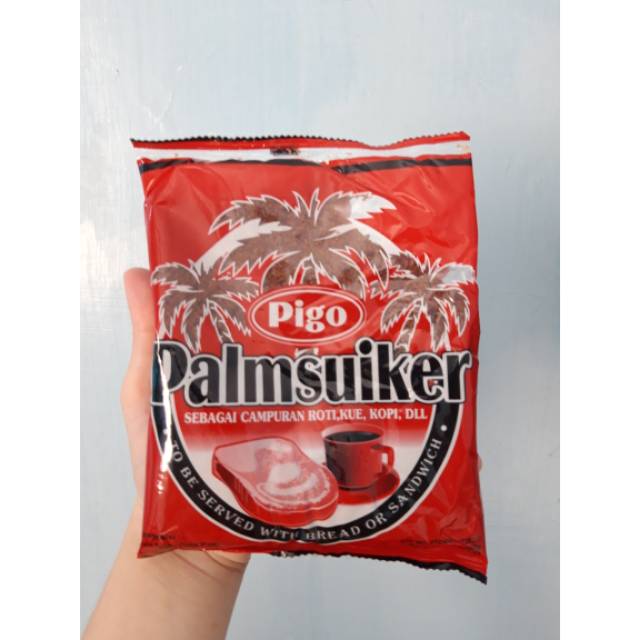 Pigo
Palmsuiker
SEBAGAI CAMPURAN ROTI,KUE, KOPI, DLL
• TO BE SERVED WITH BREAD OR SANDWICH •